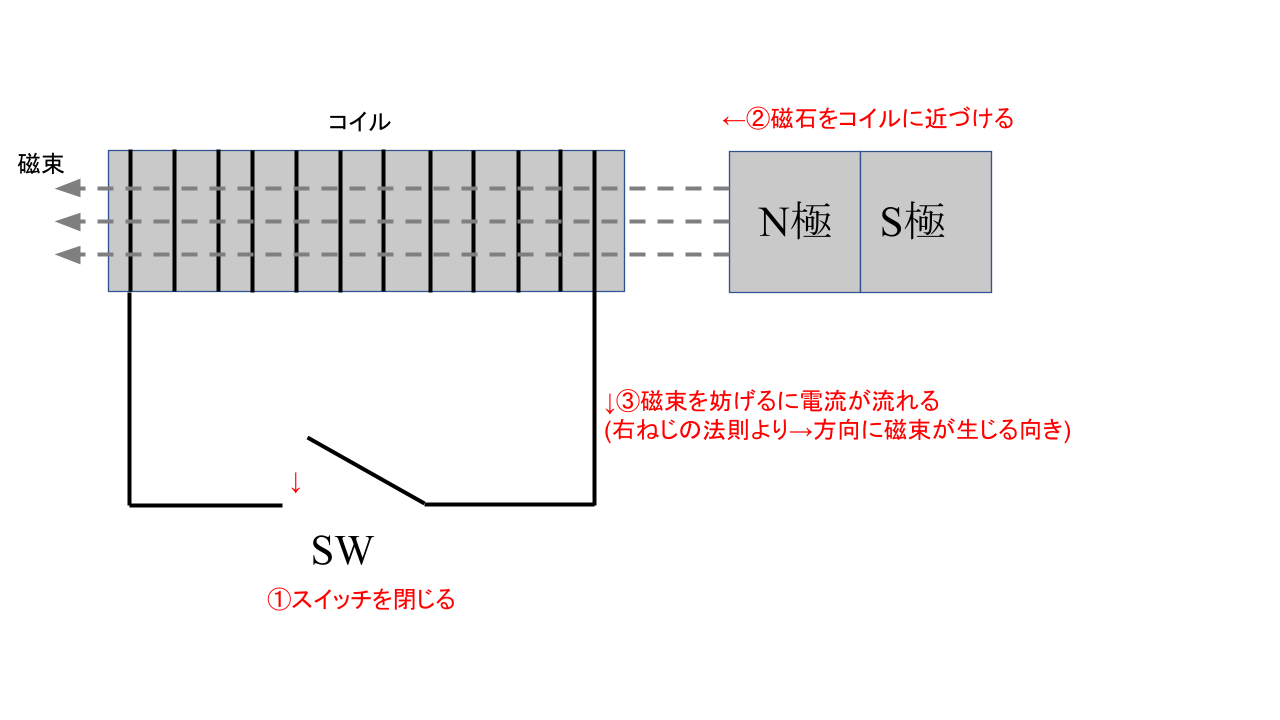 コイル
←②磁石をコイルに近づける
磁束
N極
S極
↓③磁束を妨げるに電流が流れる
(右ねじの法則より→方向に磁束が生じる向き)
↓
SW
①スイッチを閉じる